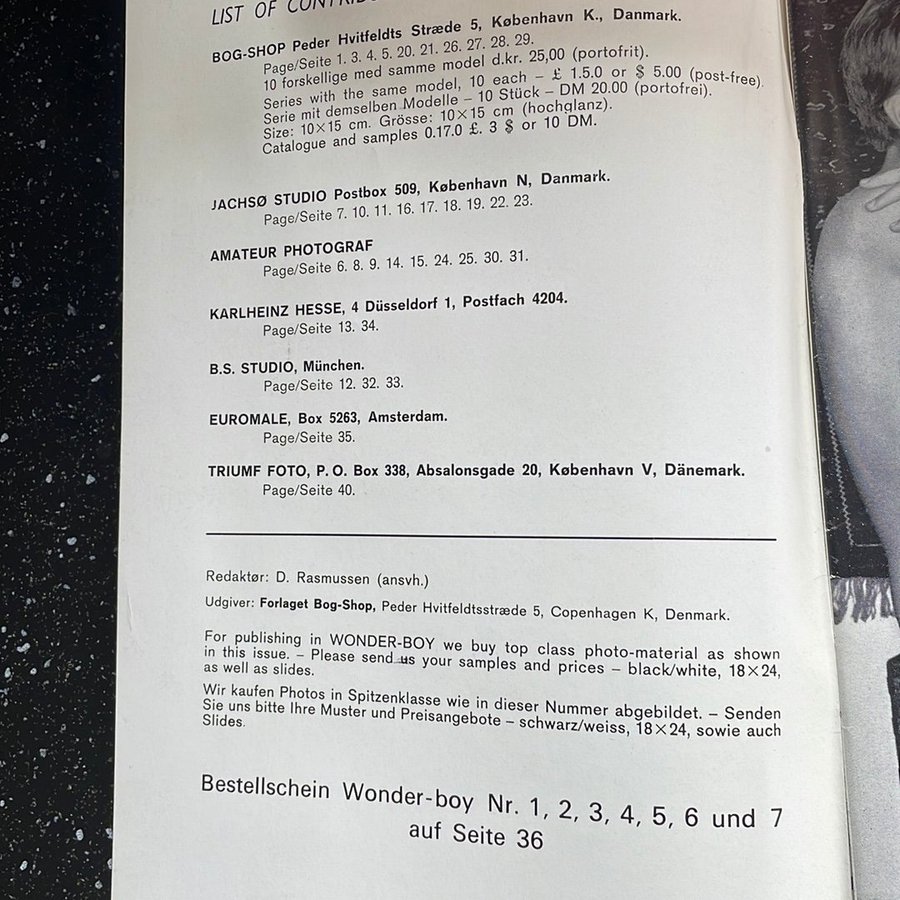 LIST OF
BOG-SHOP Peder Hvitfeldts Stræde 5, København K., Danmark.
Page/Seite 1. 3. 4. 5. 20. 21. 26. 27. 28. 29.
10 forskellige med samme model d.kr. 25,00 (portofrit).
Series with the same model, 10 each – £ 1.5.0 or $ 5.00 (post-free).
Serie mit demselben Modelle – 10 Stück – DM 20.00 (portofrei).
Size: 10×15 cm. Grösse: 10×15 cm (hochglanz).
Catalogue and samples 0.17.0 £. 3 $ or 10 DM.
JACHSØ STUDIO Postbox 509, København N, Danmark.
Page/Seite 7. 10. 11. 16. 17. 18. 19. 22. 23.
AMATEUR PHOTOGRAF
Page/Seite 6. 8. 9. 14. 15. 24. 25. 30. 31.
KARLHEINZ HESSE, 4 Düsseldorf 1, Postfach 4204.
Page/Seite 13. 34.
B.S. STUDIO, München.
Page/Seite 12. 32. 33.
EUROMALE, Box 5263, Amsterdam.
Page/Seite 35.
TRIUMF FOTO, P. O. Box 338, Absalonsgade 20, København V, Dänemark.
Page/Seite 40.
Redaktør: D. Rasmussen (ansvh.)
Udgiver: Forlaget Bog-Shop, Peder Hvitfeldtsstræde 5, Copenhagen K, Denmark.
For publishing in WONDER-BOY we buy top class photo-material as shown
in this issue. – Please send us your samples and prices – black/white, 18×24,
as well as slides.
Wir kaufen Photos in Spitzenklasse wie in dieser Nummer abgebildet. – Senden
Sie uns bitte Ihre Muster und Preisangebote – schwarz/weiss, 18×24, sowie auch
Slides.
Bestellschein Wonder-boy Nr. 1, 2, 3, 4, 5, 6 und 7
auf Seite 36